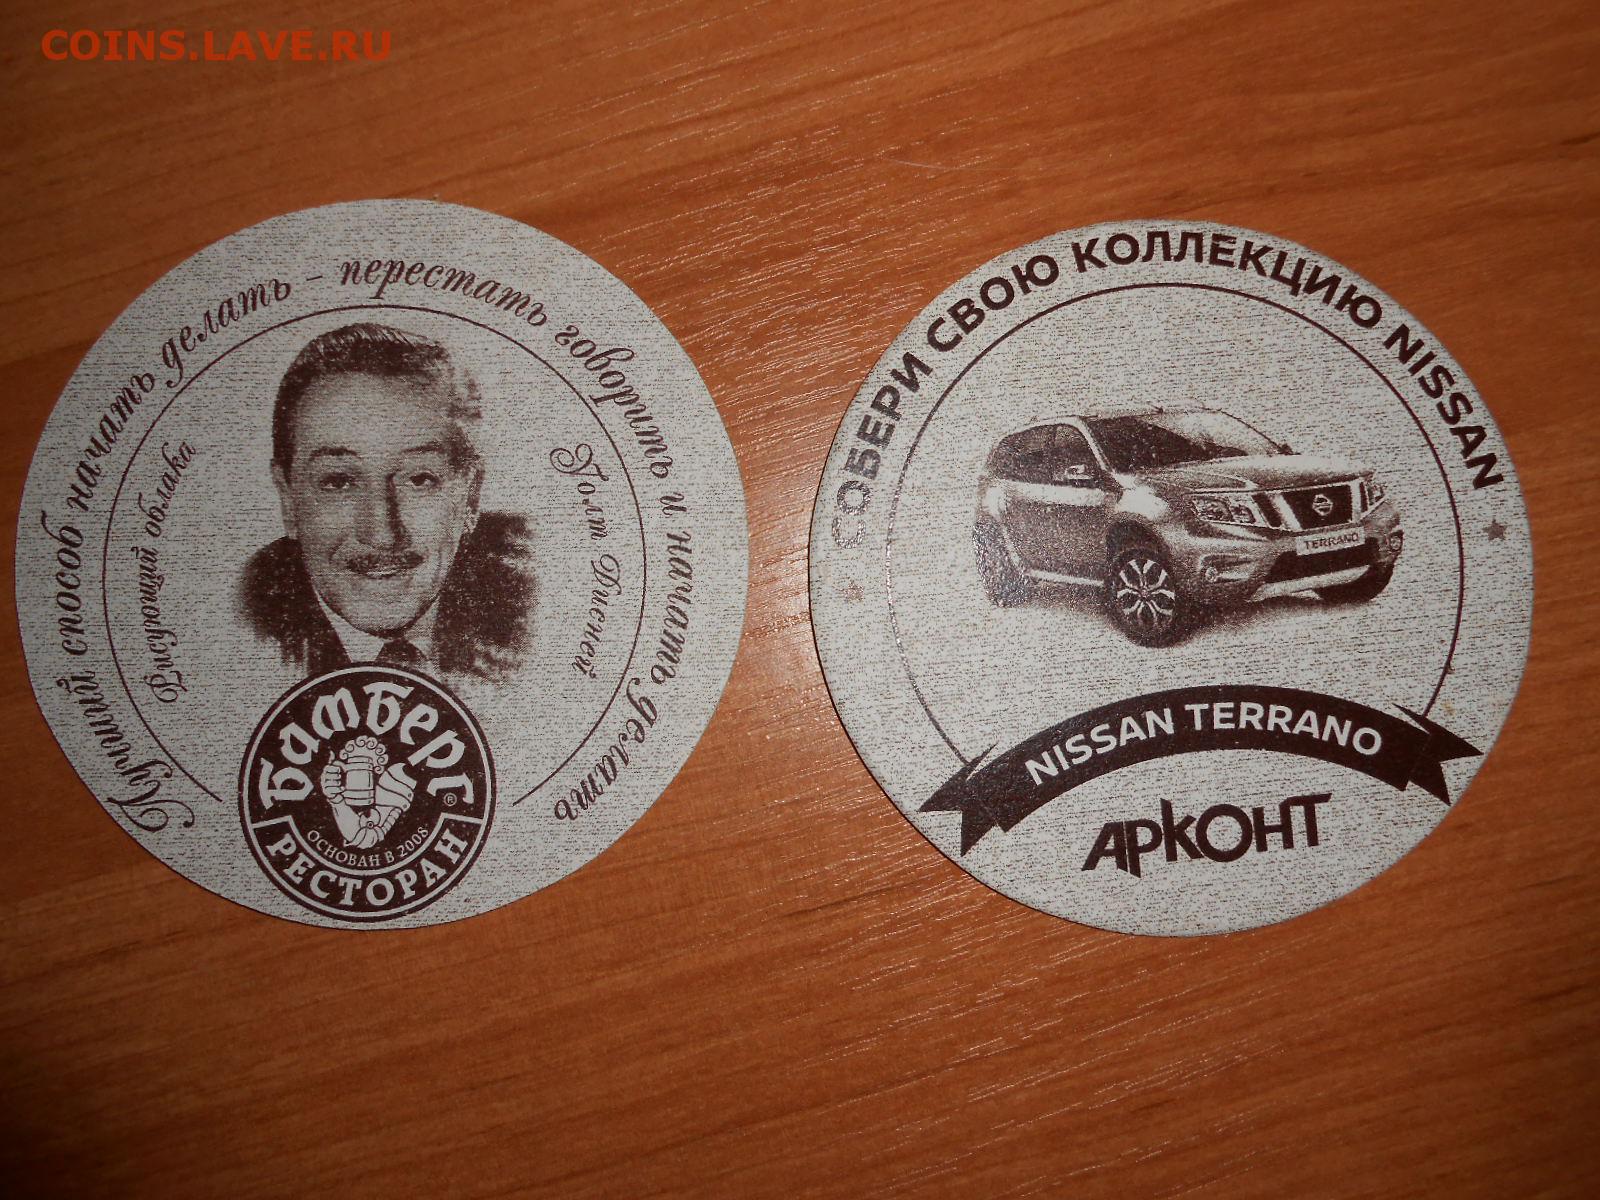 COINS.LAVE.RU
Лучший способ начать делать - перестать говорить и начать делать
Рисующий облака
Уолт Дисней
Бамберг ®
ОСНОВАН В 2008
РЕСТОРАН
СОБЕРИ СВОЮ КОЛЛЕКЦИЮ NISSAN
TERRANO
NISSAN TERRANO
АРКОНТ